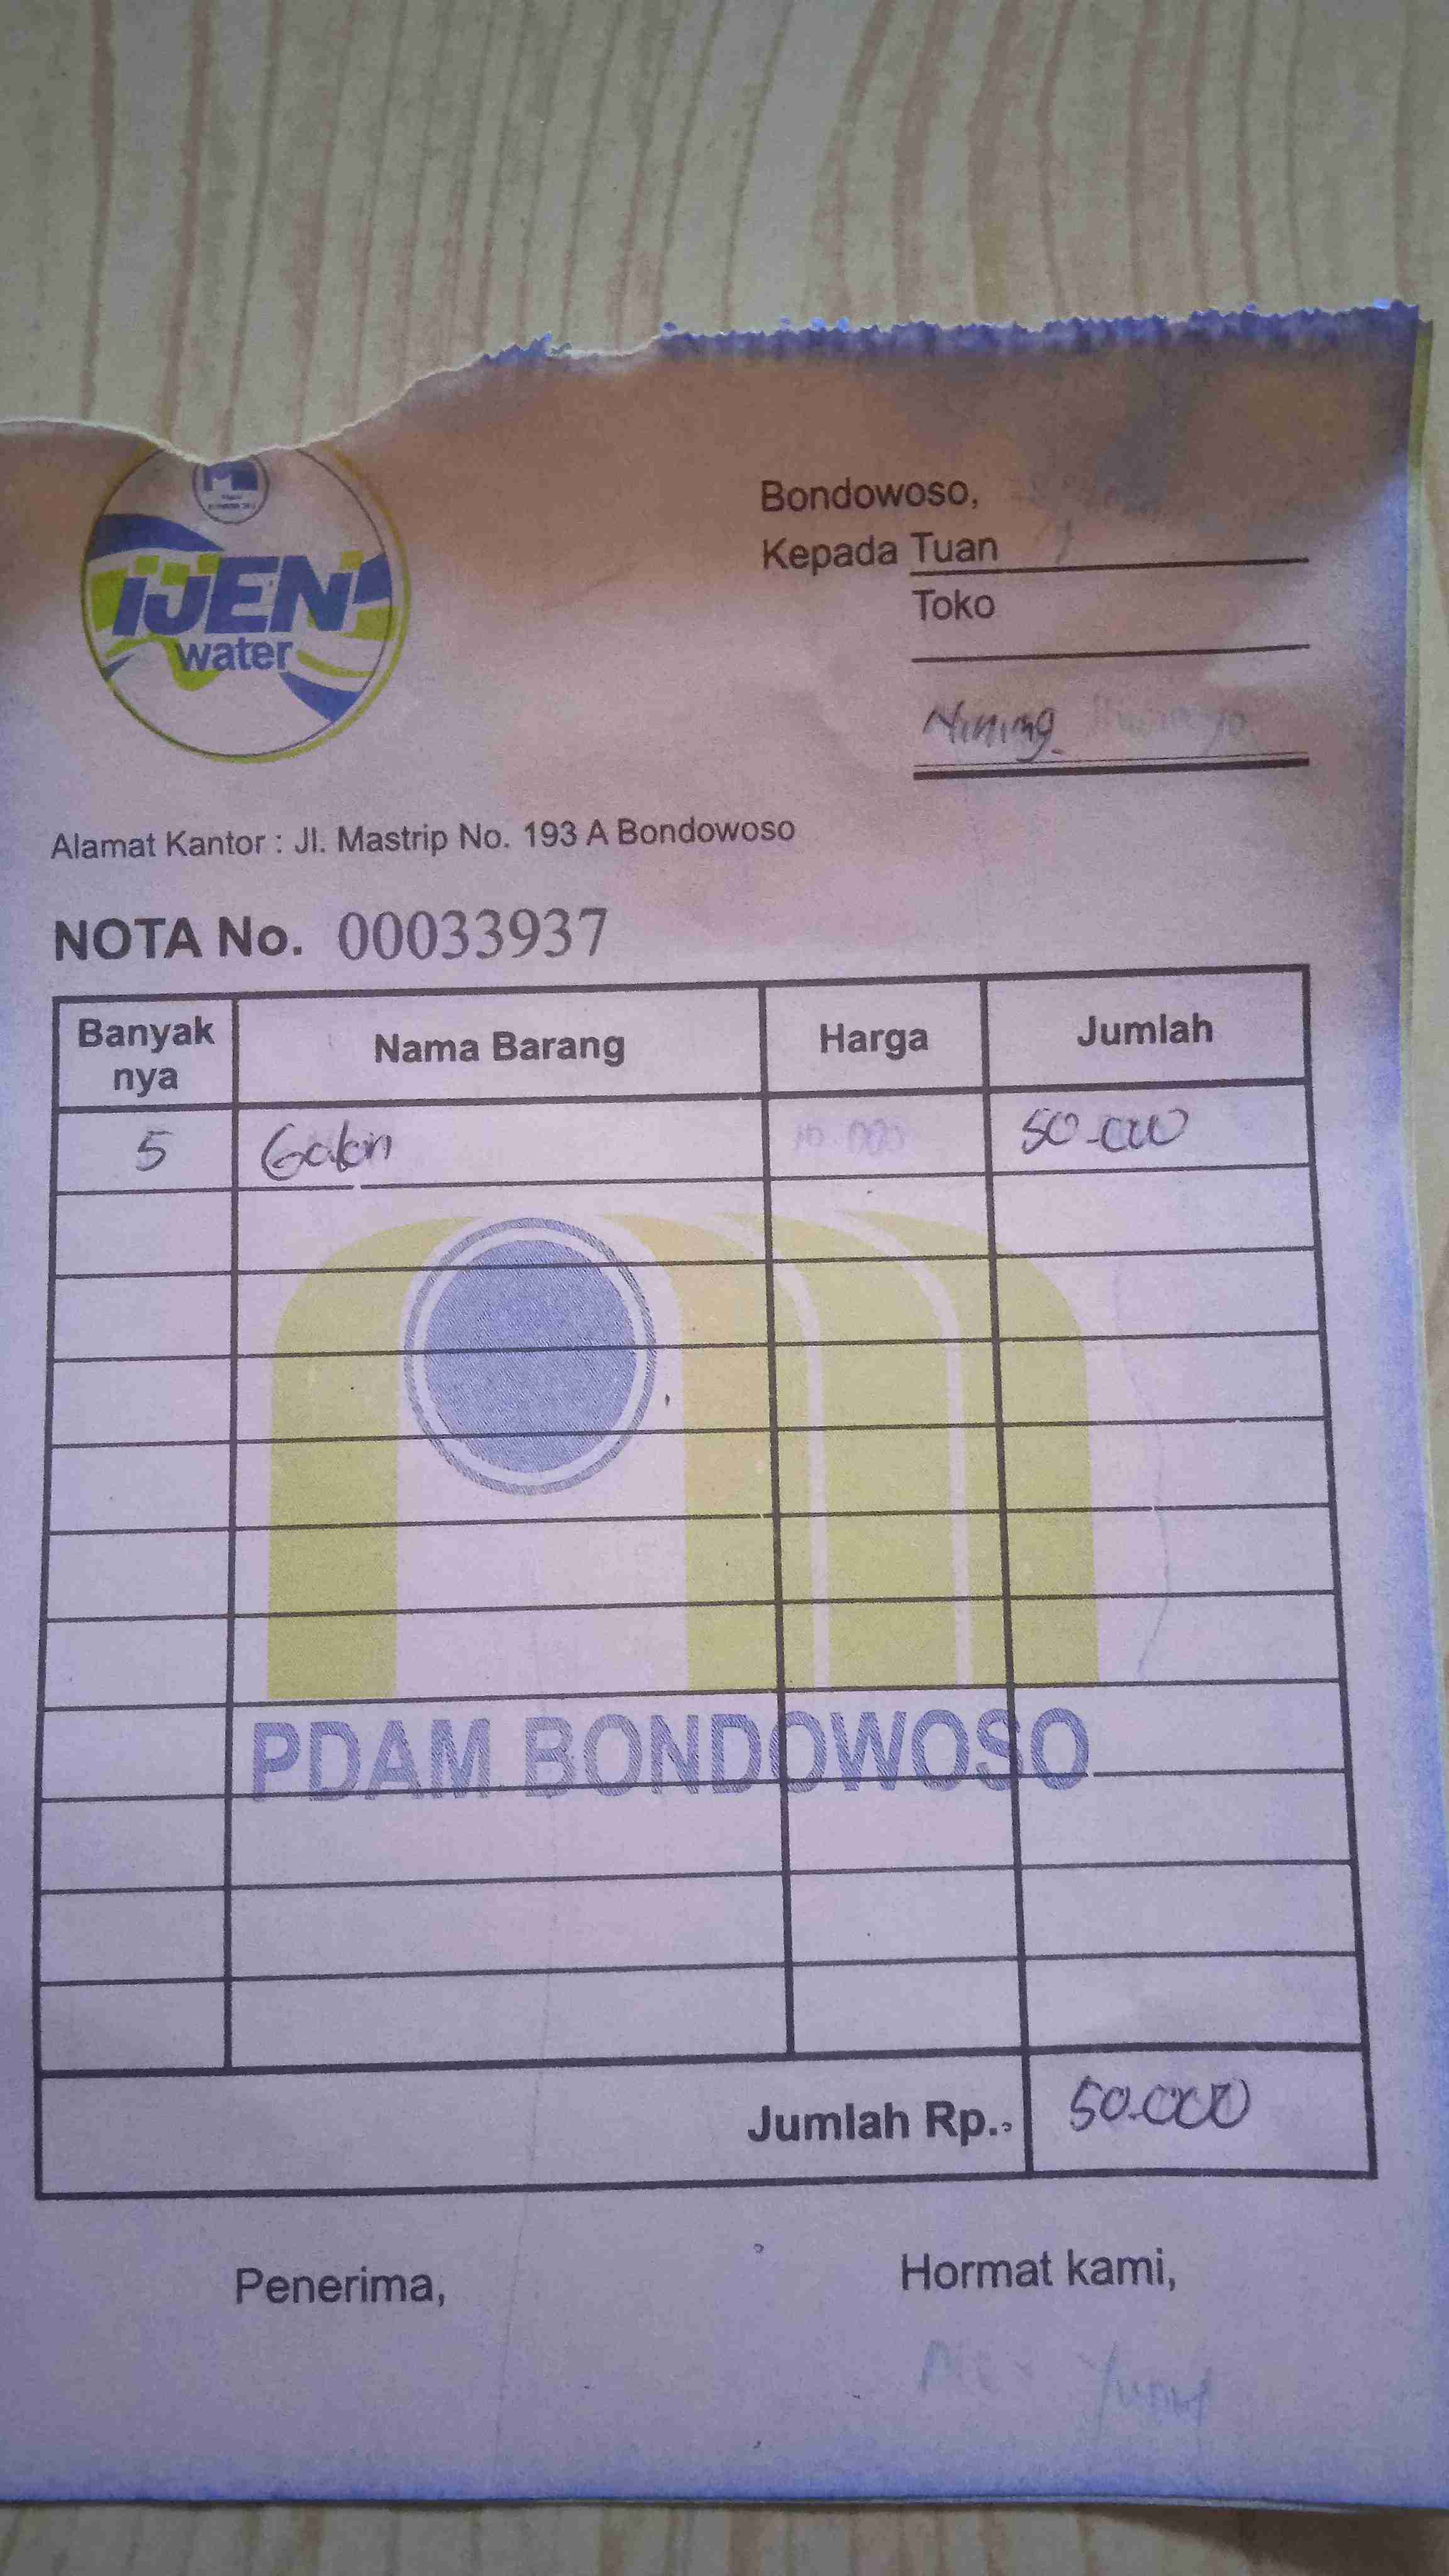 IJEN
water
Bondowoso,
Kepada Tuan
Toko
Nining
Alamat Kantor : Jl. Mastrip No. 193 A Bondowoso
NOTA No. 00033937
Banyak nya Nama Barang Harga Jumlah
5 Galon 10.000 50.000
PDAM BONDOWOSO
Jumlah Rp. 50.000
Penerima, Hormat kami,